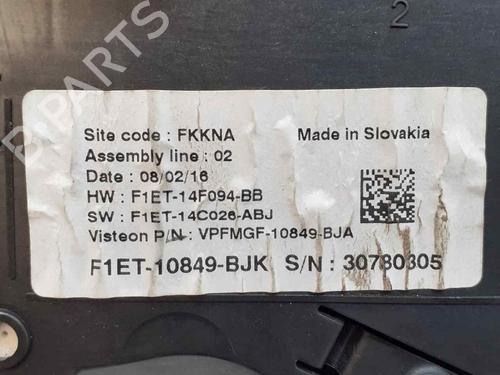 2
Site code : FKKNA
Made in Slovakia
Assembly line : 02
Date : 08/02/16
HW : F1ET-14F094-BB
SW : F1ET-14C026-ABJ
Visteon P/N : VPFMGF-10849-BJA
F1ET-10849-BJK S/N : 30780305